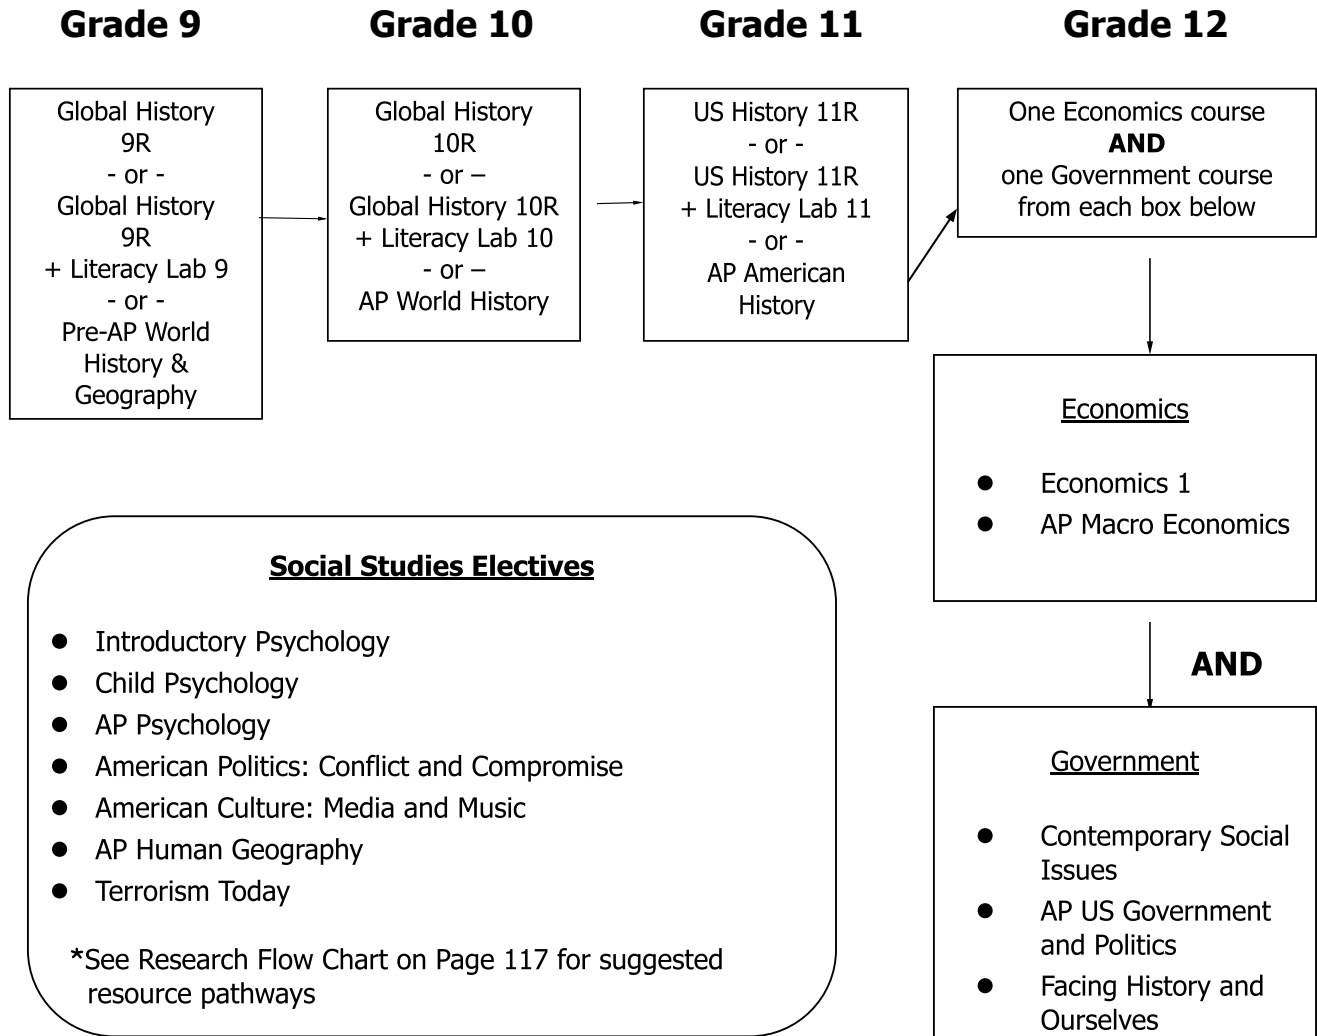 Grade 9
Grade 10
Grade 11
Grade 12
Global History
9R
- or -
Global History
9R
+ Literacy Lab 9
- or -
Pre-AP World
History &
Geography
Global History
10R
- or –
Global History 10R
+ Literacy Lab 10
- or –
AP World History
US History 11R
- or -
US History 11R
+ Literacy Lab 11
- or -
AP American
History
One Economics course
AND
one Government course
from each box below
Economics
● Economics 1
● AP Macro Economics
AND
Government
● Contemporary Social
Issues
● AP US Government
and Politics
● Facing History and
Ourselves
Social Studies Electives
● Introductory Psychology
● Child Psychology
● AP Psychology
● American Politics: Conflict and Compromise
● American Culture: Media and Music
● AP Human Geography
● Terrorism Today
*See Research Flow Chart on Page 117 for suggested
resource pathways